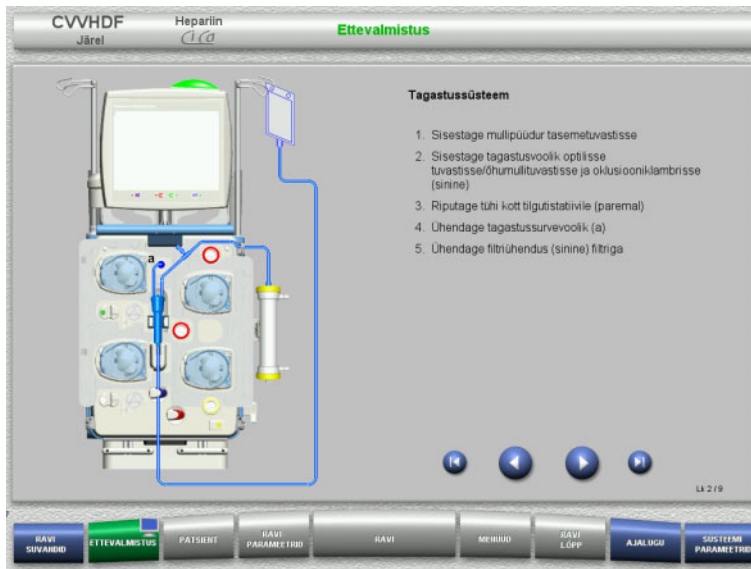 CVVHDF
Järel
Hepariin
CiCa
Ettevalmistus
Tagastussüsteem
1. Sisestage mullipüüdur tasemetuvastisse
2. Sisestage tagastusvoolik optilisse
tuvastisse/õhumullituvastisse ja oklusiooniklambrisse
(sinine)
3. Riputage tühi kott tilgutistatiivile (paremal)
4. Ühendage tagastussurvevoolik (a)
5. Ühendage filtriühendus (sinine) filtriga
a
Lk 2 / 9
RAVI
SUVANDID
ETTEVALMISTUS
PATSIENT
RAVI
PARAMEETRID
RAVI
MENÜÜD
RAVI
LÕPP
AJALUGU
SÜSTEEMI
PARAMEETRID